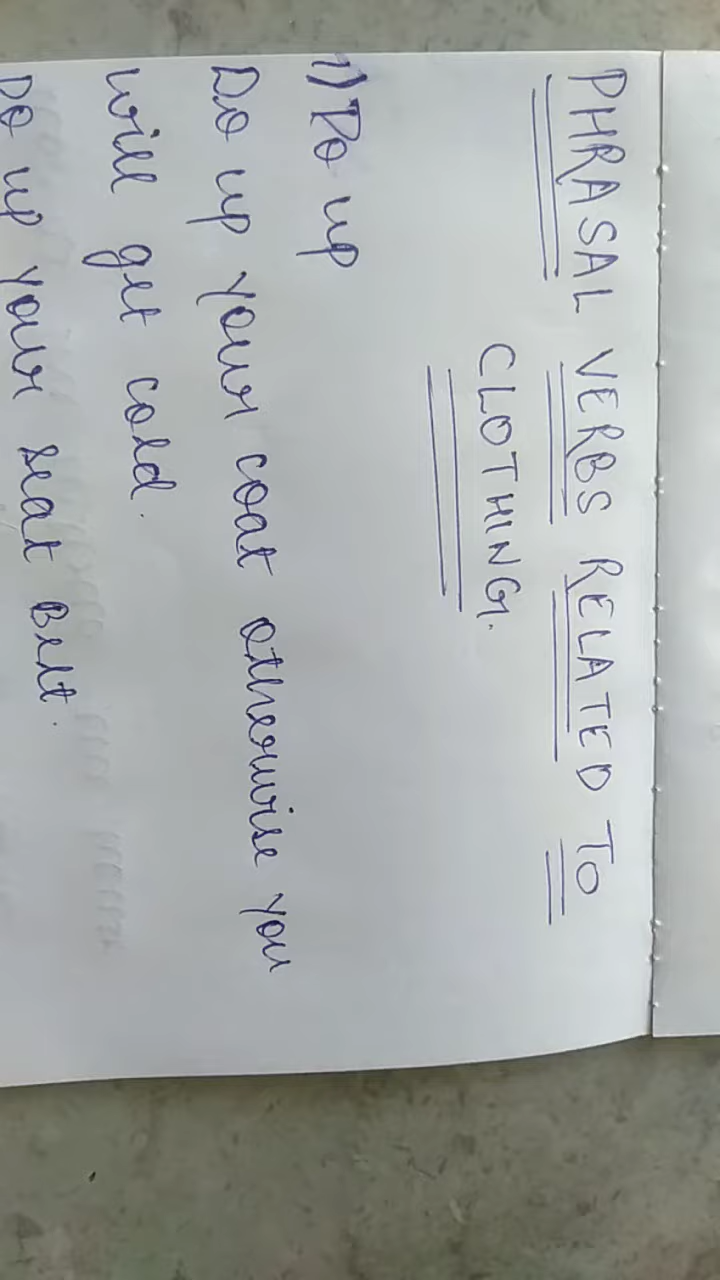 PHRASAL VERBS RELATED TO
CLOTHING.
1) Do up
Do up your coat otherwise you
will get cold.
Do up your seat Belt.